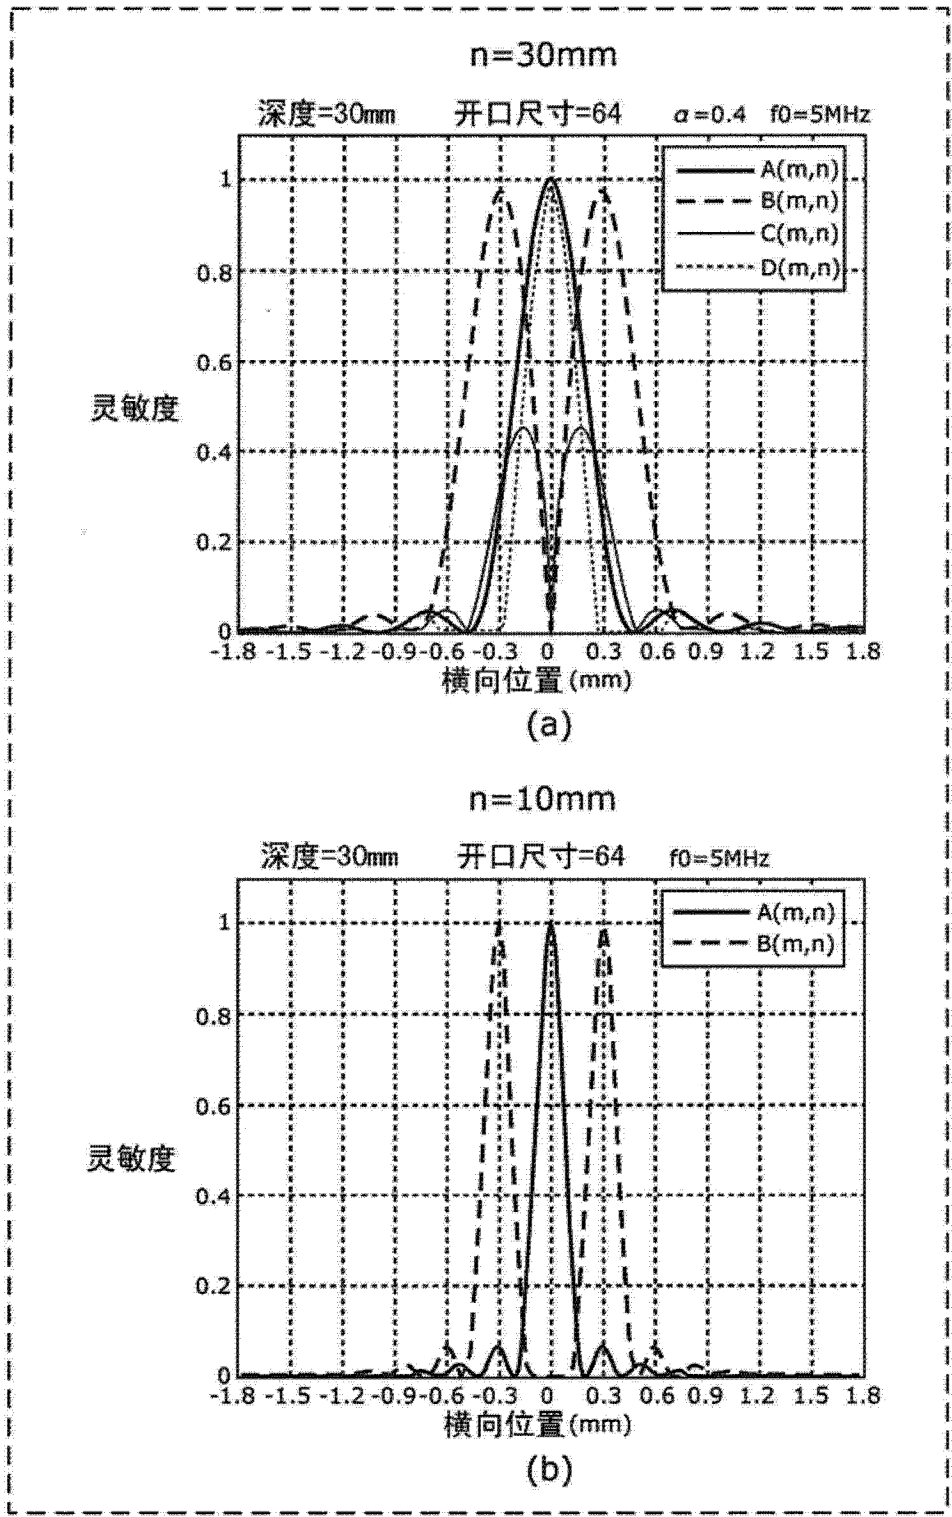 n=30mm
深度=30mm 开口尺寸=64 α=0.4 f0=5MHz
A(m,n)
B(m,n)
C(m,n)
D(m,n)
1
0.8
0.6
灵敏度
0.4
0.2
0
-1.8 -1.5 -1.2 -0.9 -0.6 -0.3 0 0.3 0.6 0.9 1.2 1.5 1.8
横向位置(mm)
(a)
n=10mm
深度=30mm 开口尺寸=64 f0=5MHz
A(m,n)
B(m,n)
1
0.8
0.6
灵敏度
0.4
0.2
0
-1.8 -1.5 -1.2 -0.9 -0.6 -0.3 0 0.3 0.6 0.9 1.2 1.5 1.8
横向位置(mm)
(b)